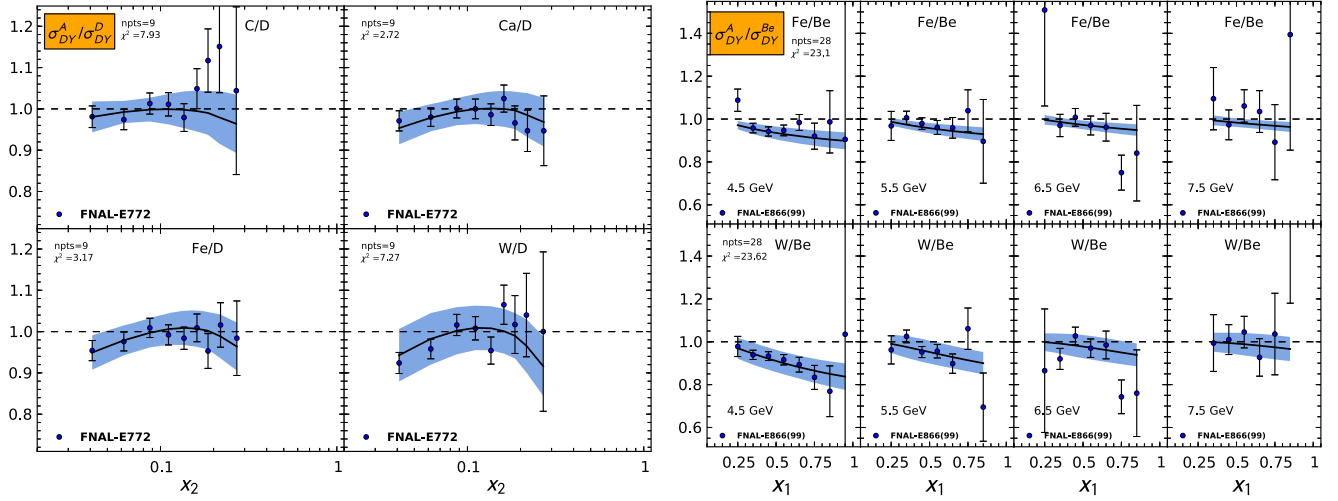 σ_DY^A/σ_DY^D
npts=9
χ² =7.93
C/D
npts=9
χ² =2.72
Ca/D
1.2
1.1
1.0
0.9
0.8
FNAL-E772
FNAL-E772
npts=9
χ² =3.17
Fe/D
npts=9
χ² =7.27
W/D
1.2
1.1
1.0
0.9
0.8
FNAL-E772
FNAL-E772
0.1 1 0.1 1
x₂ x₂
σ_DY^A/σ_DY^Be
Fe/Be
npts=28
χ² =23.1
Fe/Be
Fe/Be
Fe/Be
1.4
1.2
1.0
0.8
0.6
4.5 GeV 5.5 GeV 6.5 GeV 7.5 GeV
FNAL-E866(99) FNAL-E866(99) FNAL-E866(99) FNAL-E866(99)
npts=28
χ² =23.62
W/Be W/Be W/Be W/Be
1.4
1.2
1.0
0.8
0.6
4.5 GeV 5.5 GeV 6.5 GeV 7.5 GeV
FNAL-E866(99) FNAL-E866(99) FNAL-E866(99) FNAL-E866(99)
0.25 0.5 0.75 0.25 0.5 0.75 0.25 0.5 0.75 0.25 0.5 0.75
x₁ x₁ x₁ x₁